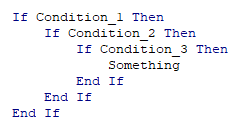 If Condition_1 Then
    If Condition_2 Then
        If Condition_3 Then
            Something
        End If
    End If
End If